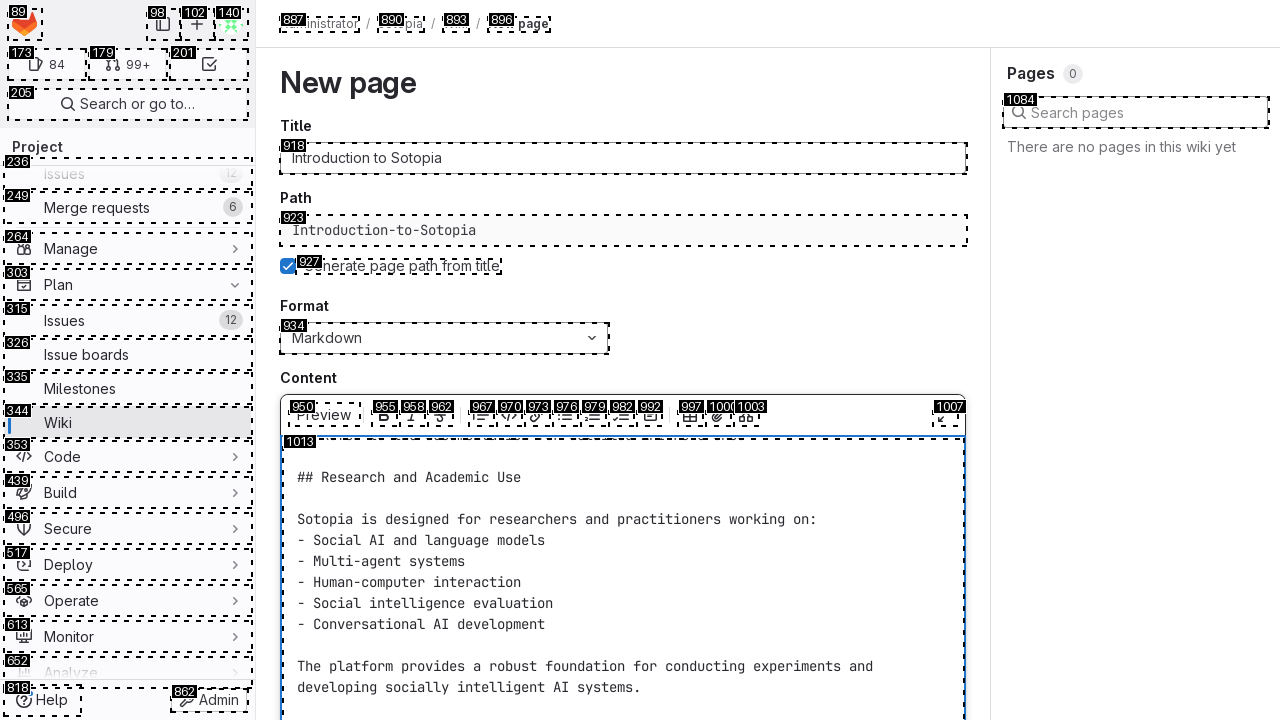 89
98
102
140
173
84
179
99+
201
205
Search or go to…
Project
236
Issues
12
249
Merge requests
6
264
Manage
303
Plan
315
Issues
12
326
Issue boards
335
Milestones
344
Wiki
353
Code
439
Build
496
Secure
517
Deploy
565
Operate
613
Monitor
652
Analyze
818
Help
862
Admin
887 / 890 / 893 / 896 page
New page
Title
918
Introduction to Sotopia
Path
923
Introduction-to-Sotopia
927
Generate page path from title
Format
934
Markdown
Content
950
Preview
955
958
962
967
970
973
976
979
982
992
997
1000
1003
1007
1013
## Research and Academic Use
Sotopia is designed for researchers and practitioners working on:
- Social AI and language models
- Multi-agent systems
- Human-computer interaction
- Social intelligence evaluation
- Conversational AI development
The platform provides a robust foundation for conducting experiments and
developing socially intelligent AI systems.
Pages 0
1084
Search pages
There are no pages in this wiki yet